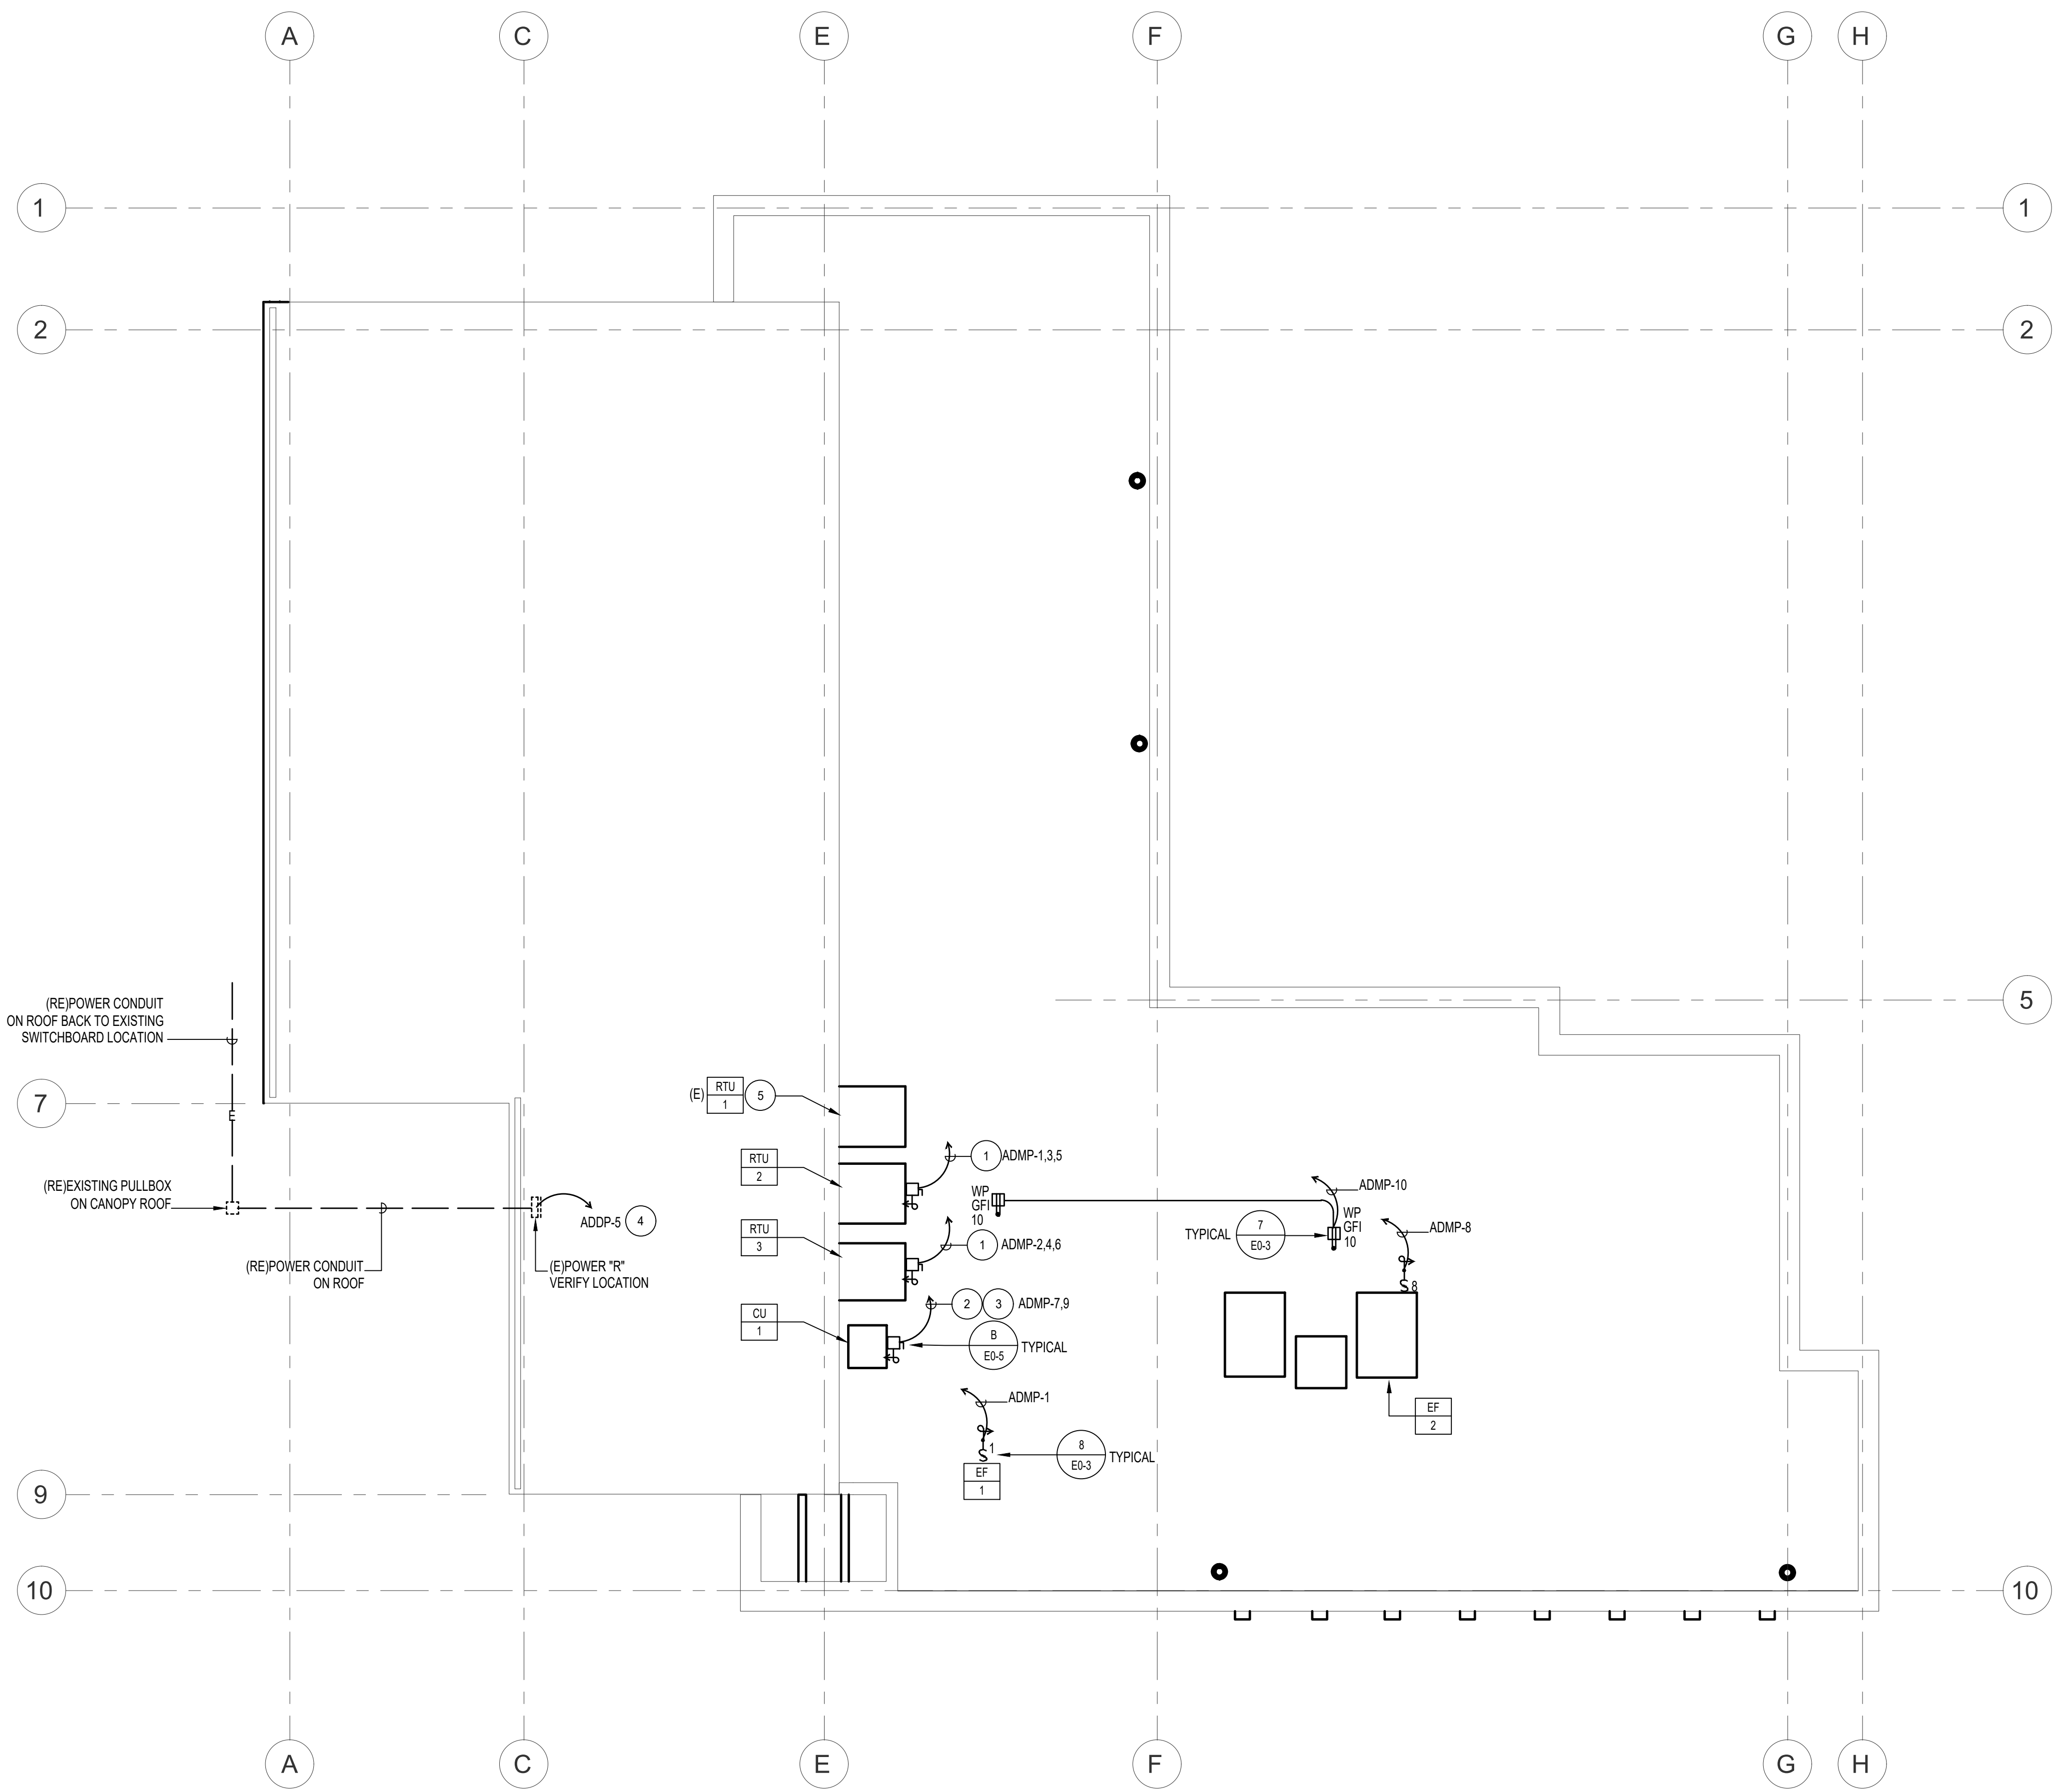 A
C
E
F
G
H
1
1
2
2
5
(RE)POWER CONDUIT
ON ROOF BACK TO EXISTING
SWITCHBOARD LOCATION
7
E
(RE)EXISTING PULLBOX
ON CANOPY ROOF
(RE)POWER CONDUIT
ON ROOF
ADDP-5
4
(E)POWER "R"
VERIFY LOCATION
(E)
RTU
1
5
RTU
2
1
ADMP-1,3,5
RTU
3
1
ADMP-2,4,6
CU
1
2
3
ADMP-7,9
B
E0-5
TYPICAL
WP
GFI
10
ADMP-10
TYPICAL
7
E0-3
WP
GFI
10
ADMP-8
8
EF
2
ADMP-1
1
8
E0-3
TYPICAL
EF
1
9
10
10
A
C
E
F
G
H